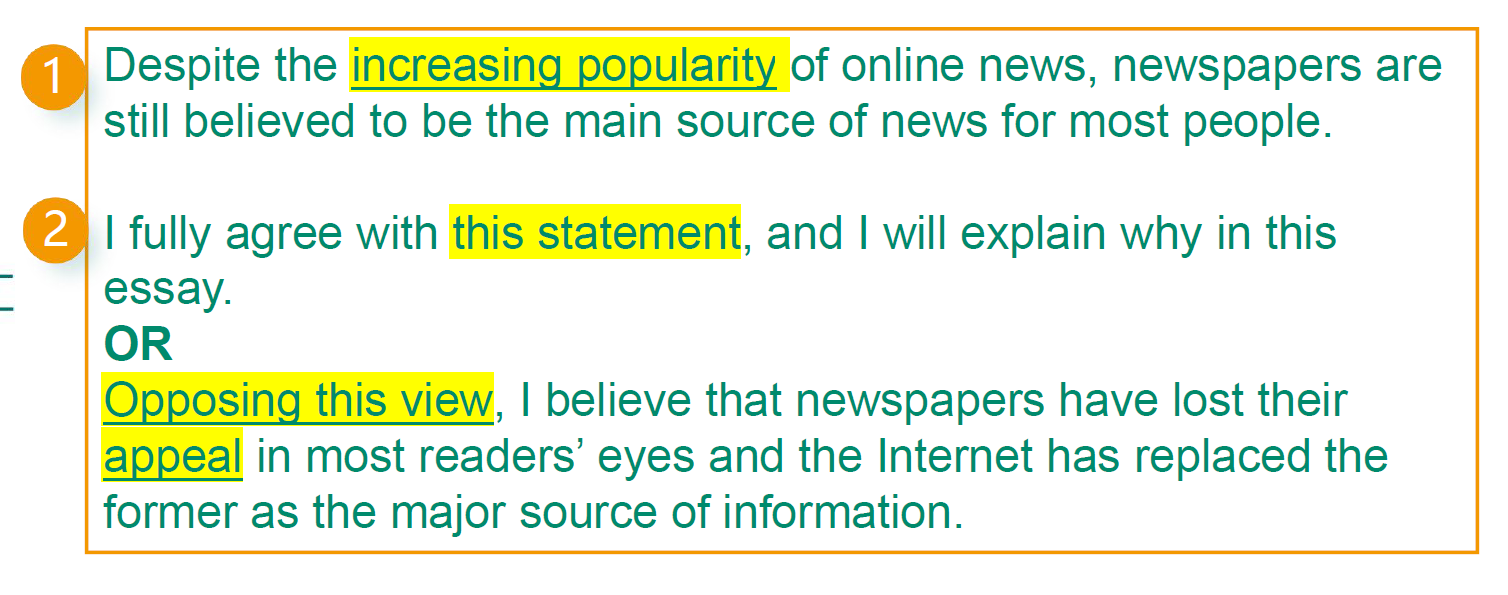 1 Despite the increasing popularity of online news, newspapers are
still believed to be the main source of news for most people.
2 I fully agree with this statement, and I will explain why in this
essay.
OR
Opposing this view, I believe that newspapers have lost their
appeal in most readers’ eyes and the Internet has replaced the
former as the major source of information.